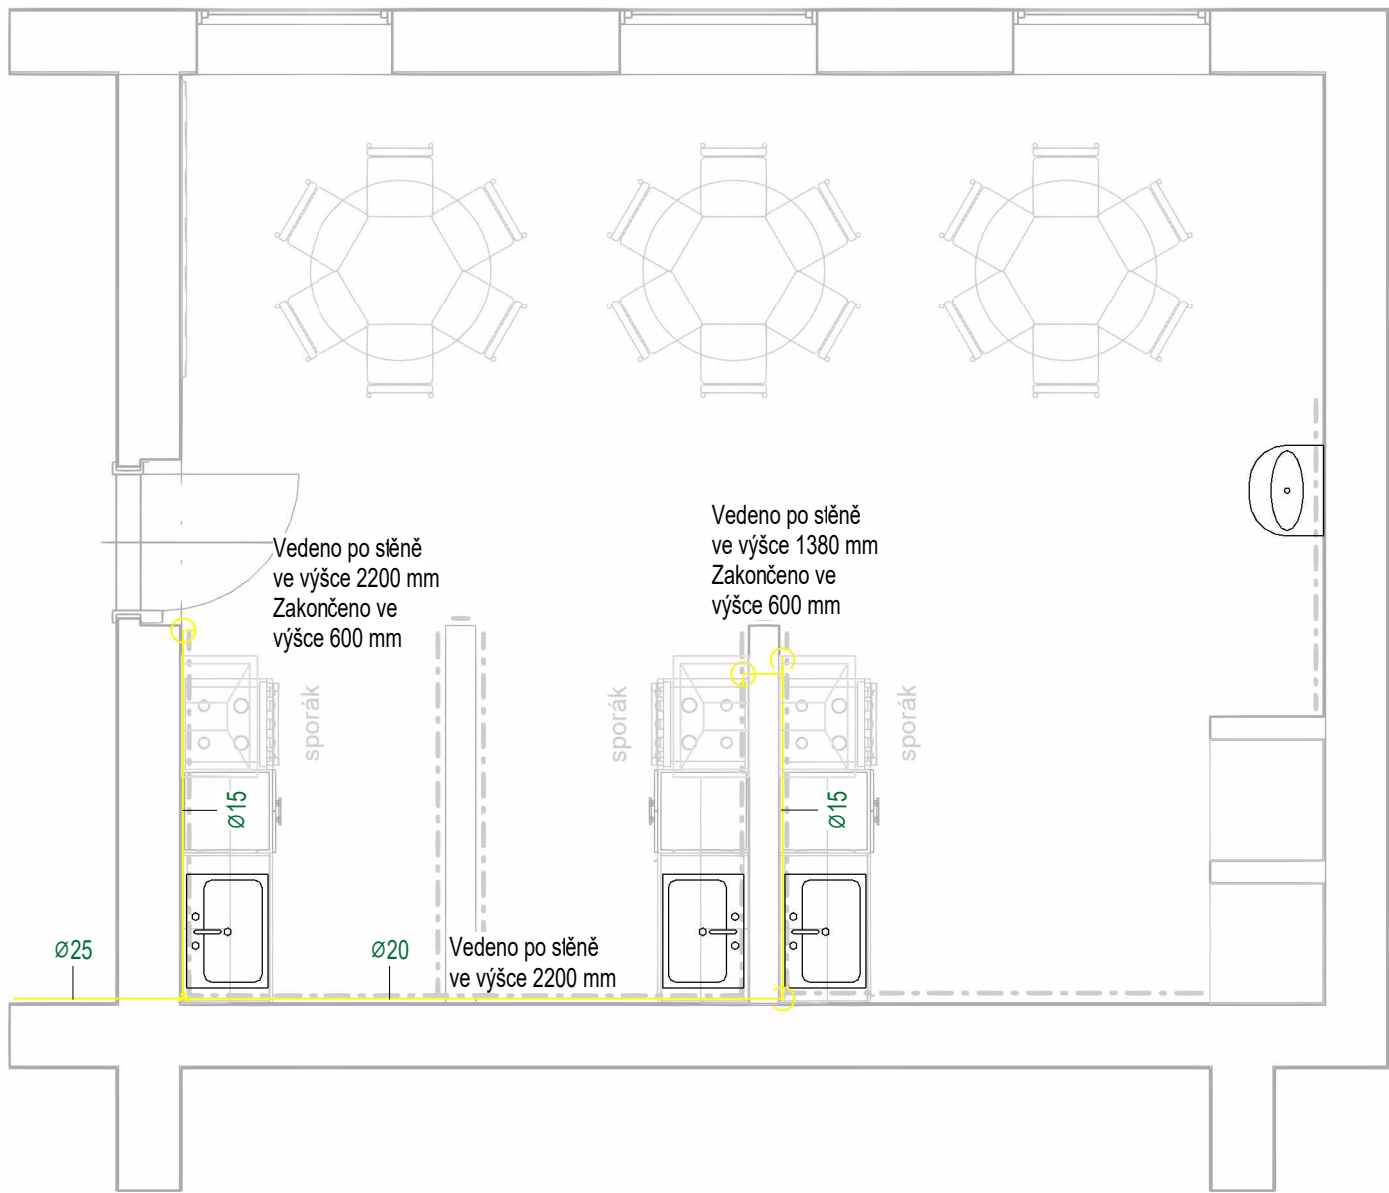 Vedeno po stěně
ve výšce 1380 mm
Zakončeno ve
výšce 600 mm
Vedeno po stěně
ve výšce 2200 mm
Zakončeno ve
výšce 600 mm
sporák
sporák
sporák
Ø15
Ø15
Ø25
Ø20
Vedeno po stěně
ve výšce 2200 mm